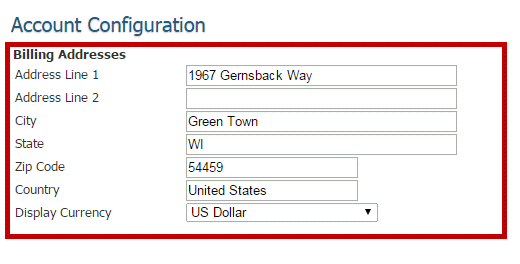 Account Configuration
Billing Addresses
Address Line 1 1967 Gernsback Way
Address Line 2
City Green Town
State WI
Zip Code 54459
Country United States
Display Currency US Dollar